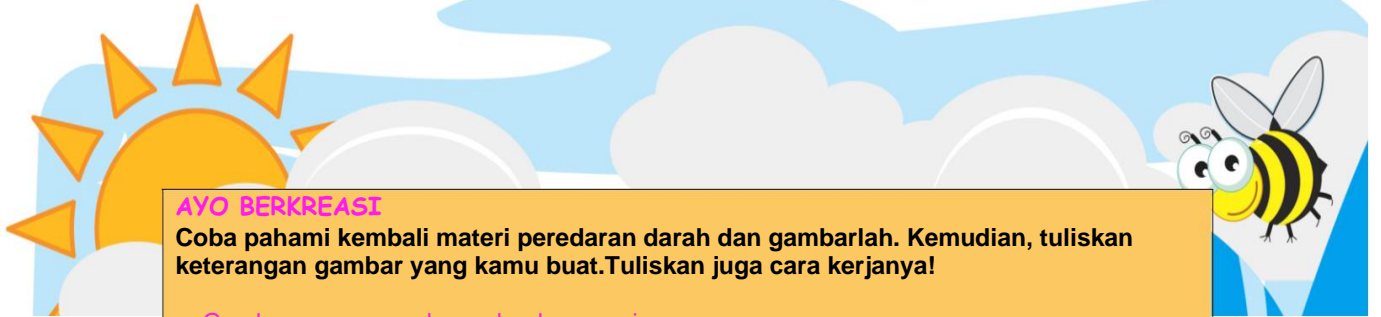 AYO BERKREASI
Coba pahami kembali materi peredaran darah dan gambarlah. Kemudian, tuliskan
keterangan gambar yang kamu buat.Tuliskan juga cara kerjanya!